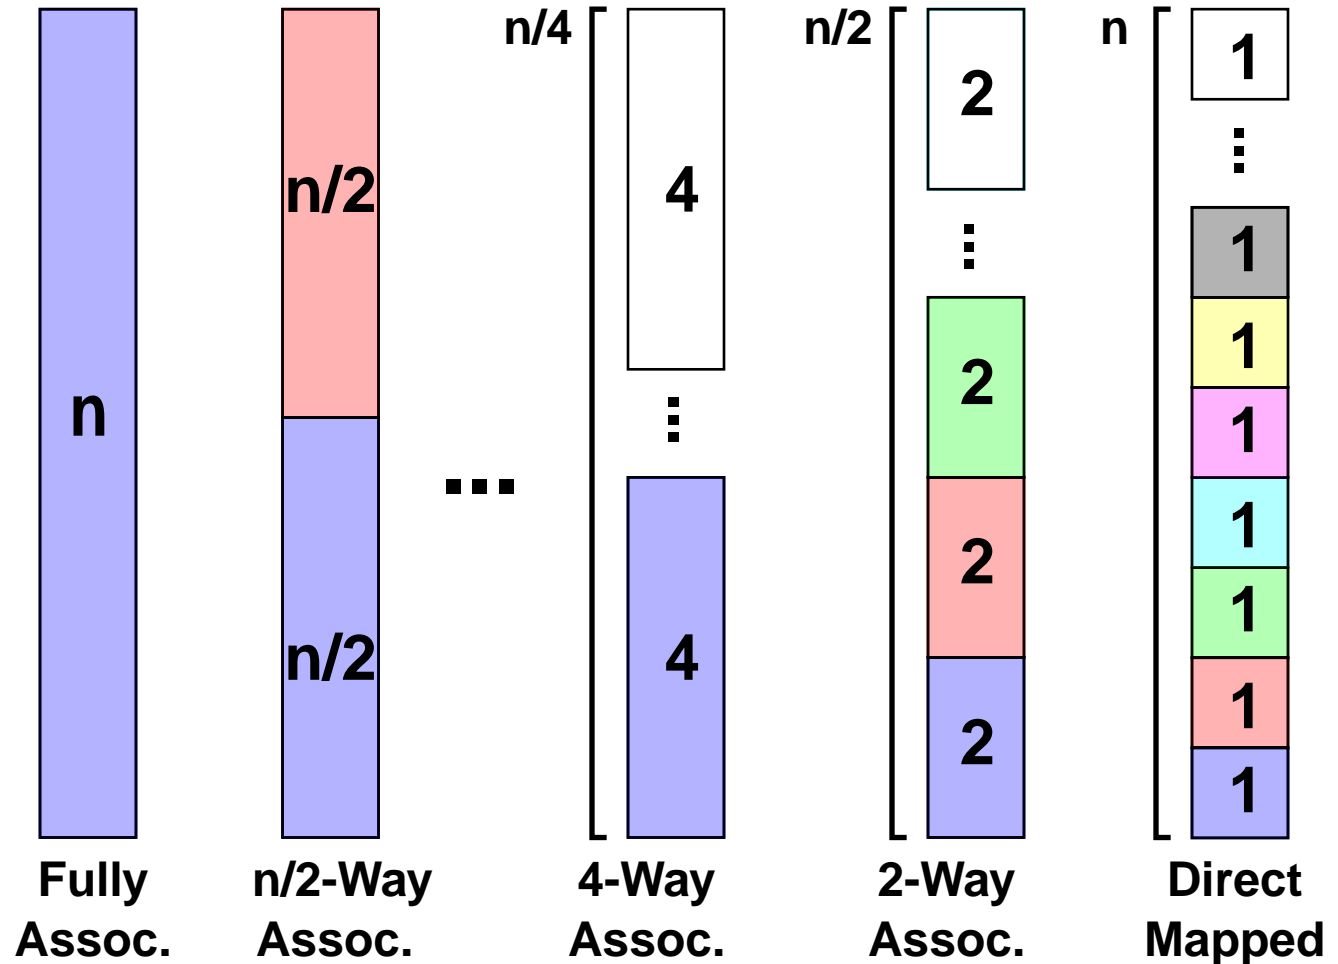 n
Fully
Assoc.
n/2
n/2
n/2-Way
Assoc.
n/4
4
4
4-Way
Assoc.
n/2
2
2
2
2
2-Way
Assoc.
n
1
1
1
1
1
1
1
1
Direct
Mapped